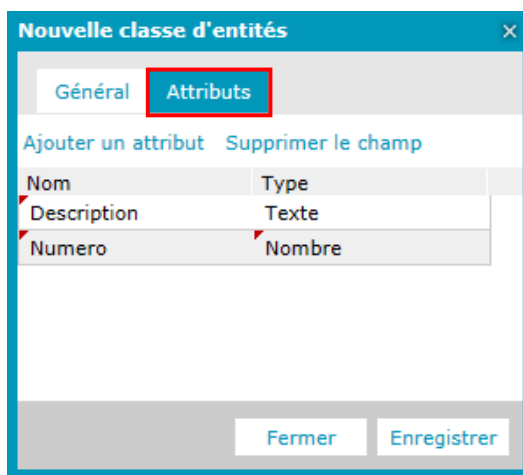 Nouvelle classe d'entités ×
Général Attributs
Ajouter un attribut Supprimer le champ
Nom Type
Description Texte
Numero Nombre
Fermer Enregistrer